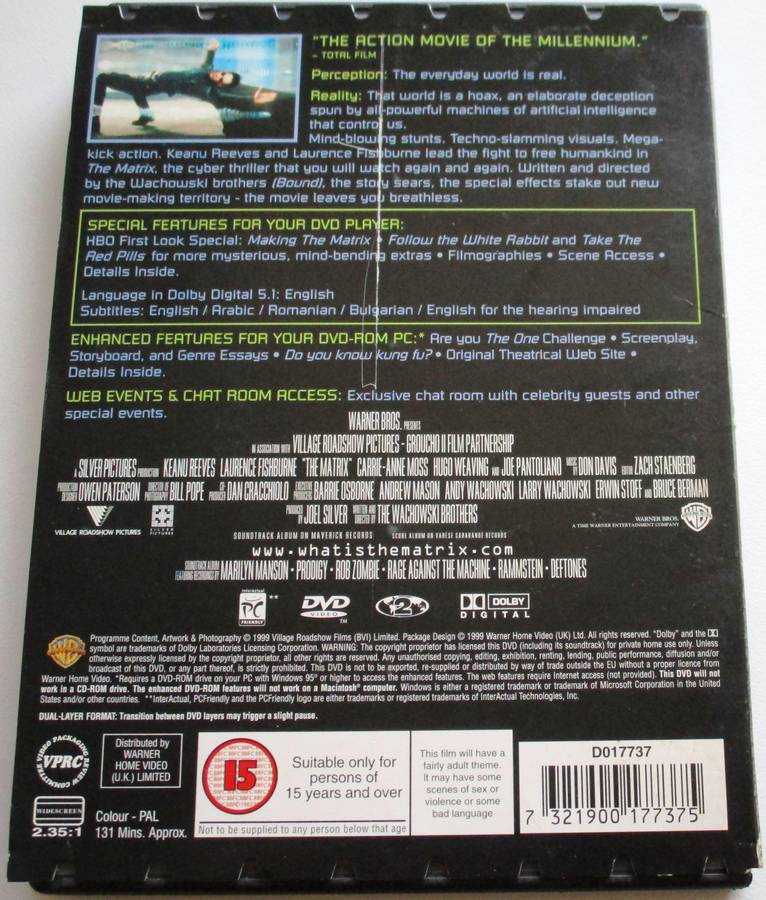 "THE ACTION MOVIE OF THE MILLENNIUM."
– TOTAL FILM
Perception: The everyday world is real.
Reality: That world is a hoax, an elaborate deception
spun by all-powerful machines of artificial intelligence
that control us.
Mind-blowing stunts. Techno-slamming visuals. Mega-
kick action. Keanu Reeves and Laurence Fishburne lead the fight to free humankind in
The Matrix, the cyber thriller that you will watch again and again. Written and directed
by the Wachowski brothers (Bound), the story sears, the special effects stake out new
movie-making territory - the movie leaves you breathless.
SPECIAL FEATURES FOR YOUR DVD PLAYER:
HBO First Look Special: Making The Matrix • Follow the White Rabbit and Take The
Red Pills for more mysterious, mind-bending extras • Filmographies • Scene Access •
Details Inside.
Language in Dolby Digital 5.1: English
Subtitles: English / Arabic / Romanian / Bulgarian / English for the hearing impaired
ENHANCED FEATURES FOR YOUR DVD-ROM PC:* Are you The One Challenge • Screenplay,
Storyboard, and Genre Essays • Do you know kung fu? • Original Theatrical Web Site •
Details Inside.
WEB EVENTS & CHAT ROOM ACCESS: Exclusive chat room with celebrity guests and other
special events.
WARNER BROS. PRESENTS
IN ASSOCIATION WITH VILLAGE ROADSHOW PICTURES - GROUCHO II FILM PARTNERSHIP
A SILVER PICTURES PRODUCTION KEANU REEVES LAURENCE FISHBURNE "THE MATRIX" CARRIE-ANNE MOSS HUGO WEAVING AND JOE PANTOLIANO MUSIC BY DON DAVIS EDITOR ZACH STAENBERG
PRODUCTION DESIGNER OWEN PATERSON DIRECTOR OF PHOTOGRAPHY BILL POPE CO-PRODUCER DAN CRACCHIOLO EXECUTIVE PRODUCERS BARRIE OSBORNE ANDREW MASON ANDY WACHOWSKI LARRY WACHOWSKI ERWIN STOFF AND BRUCE BERMAN
PRODUCED BY JOEL SILVER WRITTEN AND DIRECTED BY THE WACHOWSKI BROTHERS
VILLAGE ROADSHOW PICTURES
SILVER PICTURES
WARNER BROS.
A TIME WARNER ENTERTAINMENT COMPANY
SOUNDTRACK ALBUM ON MAVERICK RECORDS SCORE ALBUM ON VARESE SARABANDE RECORDS
www.whatisthematrix.com
SOUNDTRACK ALBUM FEATURING RECORDINGS BY MARILYN MANSON • PRODIGY • ROB ZOMBIE • RAGE AGAINST THE MACHINE • RAMMSTEIN • DEFTONES
interactual PC FRIENDLY **
DVD VIDEO TM
2
DOLBY DIGITAL
Programme Content, Artwork & Photography © 1999 Village Roadshow Films (BVI) Limited. Package Design © 1999 Warner Home Video (UK) Ltd. All rights reserved. "Dolby" and the
symbol are trademarks of Dolby Laboratories Licensing Corporation. WARNING: The copyright proprietor has licensed this DVD (including its soundtrack) for private home use only. Unless
otherwise expressly licensed by the copyright proprietor, all other rights are reserved. Any unauthorised copying, editing, exhibition, renting, lending, public performance, diffusion and/or
broadcast of this DVD, or any part thereof, is strictly prohibited. This DVD is not to be exported, re-supplied or distributed by way of trade outside the EU without a proper licence from
Warner Home Video. *Requires a DVD-ROM drive on your PC with Windows 95® or higher to access the enhanced features. The web features require Internet access (not provided). This DVD will not
work in a CD-ROM drive. The enhanced DVD-ROM features will not work on a Macintosh® computer. Windows is either a registered trademark or trademark of Microsoft Corporation in the United
States and/or other countries. **InterActual, PCFriendly and the PCFriendly logo are either trademarks or registered trademarks of InterActual Technologies, Inc.
DUAL-LAYER FORMAT: Transition between DVD layers may trigger a slight pause.
VIDEO PACKAGING REVIEW COMMITTEE
VPRC
Distributed by
WARNER
HOME VIDEO
(U.K.) LIMITED
WIDESCREEN
2.35:1
Colour - PAL
131 Mins. Approx.
15
Suitable only for
persons of
15 years and over
Not to be supplied to any person below that age
This film will have a
fairly adult theme.
It may have some
scenes of sex or
violence or some
bad language
D017737
7 321900 177375